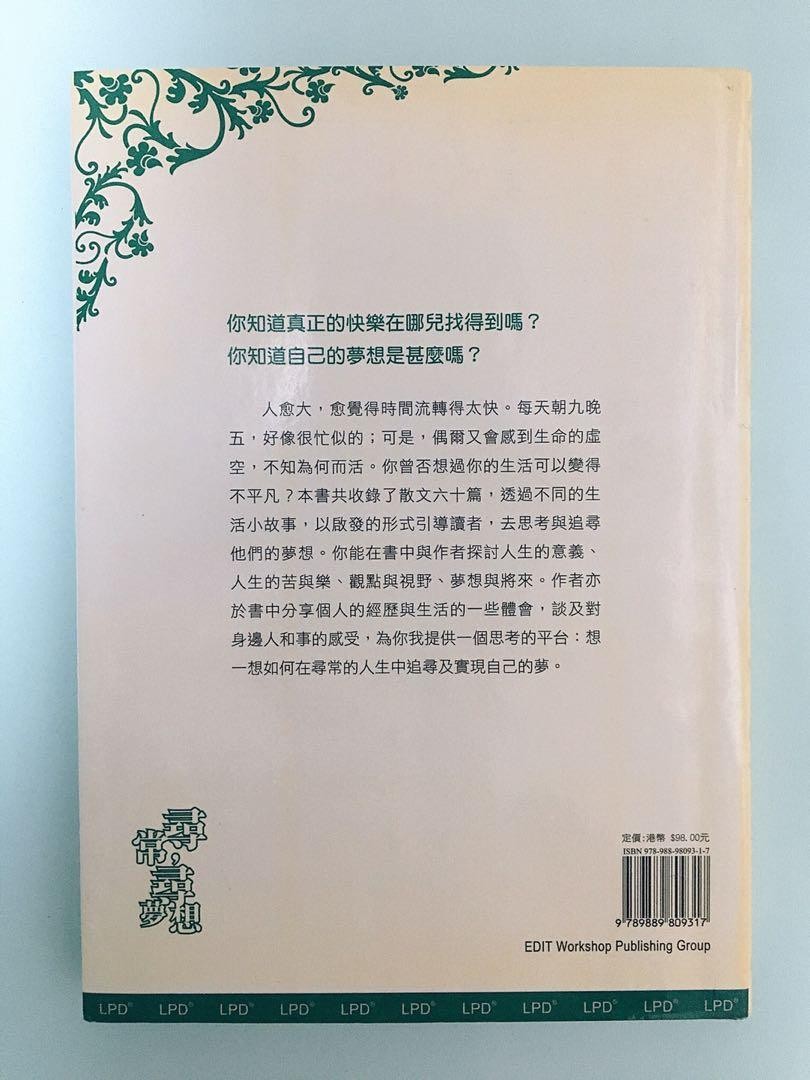 你知道真正的快樂在哪兒找得到嗎？
你知道自己的夢想是甚麼嗎？
人愈大，愈覺得時間流轉得太快。每天朝九晚
五，好像很忙似的；可是，偶爾又會感到生命的虛
空，不知為何而活。你曾否想過你的生活可以變得
不平凡？本書共收錄了散文六十篇，透過不同的生
活小故事，以啟發的形式引導讀者，去思考與追尋
他們的夢想。你能在書中與作者探討人生的意義、
人生的苦與樂、觀點與視野、夢想與將來。作者亦
於書中分享個人的經歷與生活的一些體會，談及對
身邊人和事的感受，為你我提供一個思考的平台：想
一想如何在尋常的人生中追尋及實現自己的夢。
尋
常，
尋
夢想
定價:港幣 $98.00元
ISBN 978-988-98093-1-7
9 789889 809317
EDIT Workshop Publishing Group
LPD® LPD® LPD® LPD® LPD® LPD® LPD® LPD® LPD® LPD® LPD®